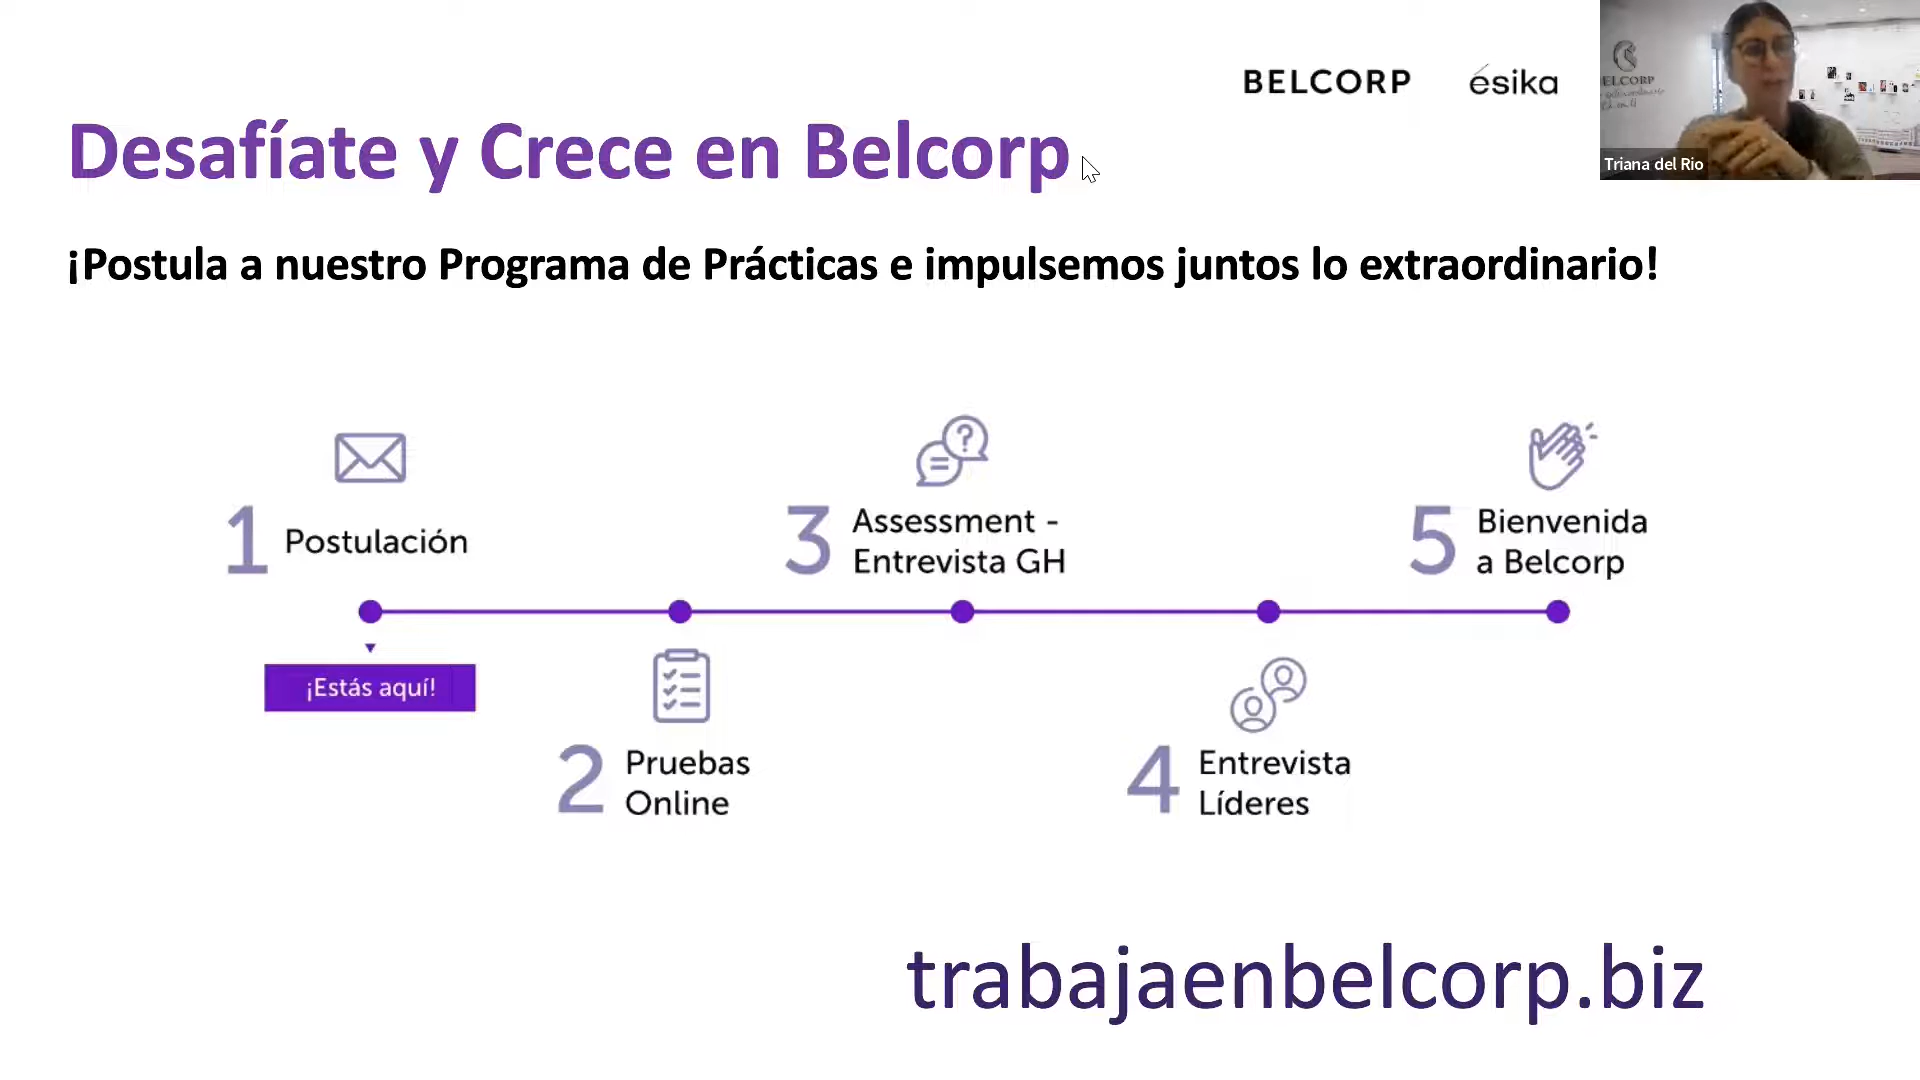 BELCORP
ésika
Desafíate y Crece en Belcorp
Triana del Rio
¡Postula a nuestro Programa de Prácticas e impulsemos juntos lo extraordinario!
1
Postulación
3
Assessment -
Entrevista GH
5
Bienvenida
a Belcorp
¡Estás aquí!
2
Pruebas
Online
4
Entrevista
Líderes
trabajaenbelcorp.biz